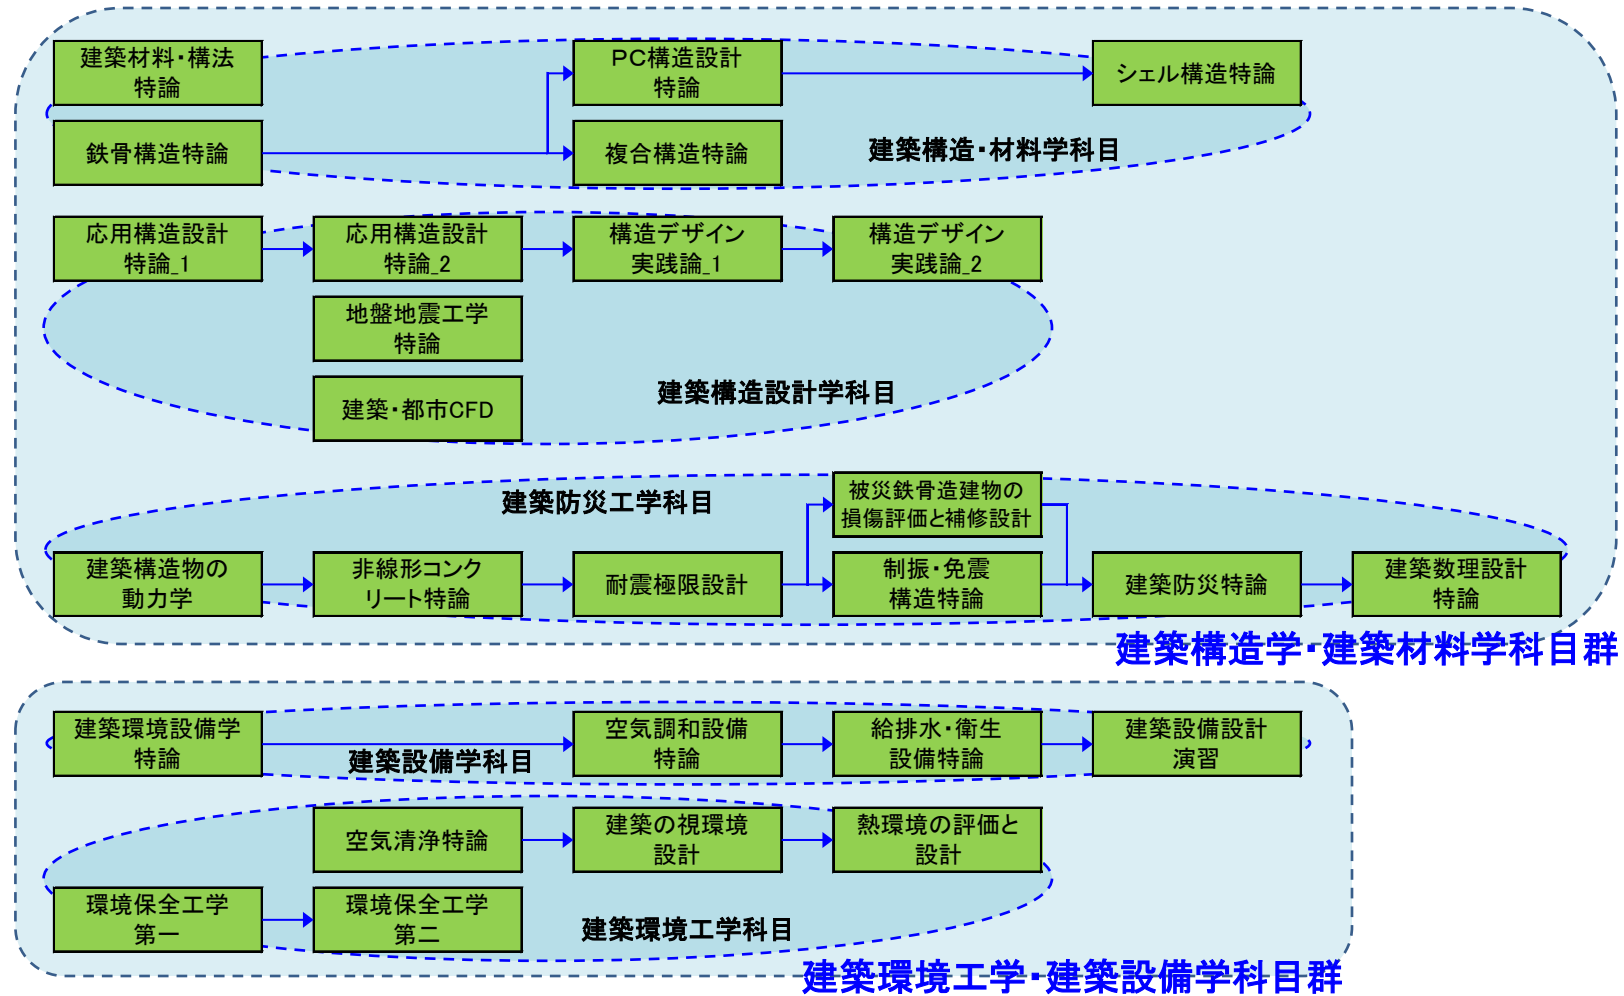 建築材料・構法
特論
PC構造設計
特論
シェル構造特論
鉄骨構造特論
複合構造特論
建築構造・材料学科目
応用構造設計
特論_1
応用構造設計
特論_2
構造デザイン
実践論_1
構造デザイン
実践論_2
地盤地震工学
特論
建築・都市CFD
建築構造設計学科目
建築防災工学科目
被災鉄骨造建物の
損傷評価と補修設計
建築構造物の
動力学
非線形コンク
リート特論
耐震極限設計
制振・免震
構造特論
建築防災特論
建築数理設計
特論
建築構造学・建築材料学科目群
建築環境設備学
特論
建築設備学科目
空気調和設備
特論
給排水・衛生
設備特論
建築設備設計
演習
空気清浄特論
建築の視環境
設計
熱環境の評価と
設計
環境保全工学
第一
環境保全工学
第二
建築環境工学科目
建築環境工学・建築設備学科目群